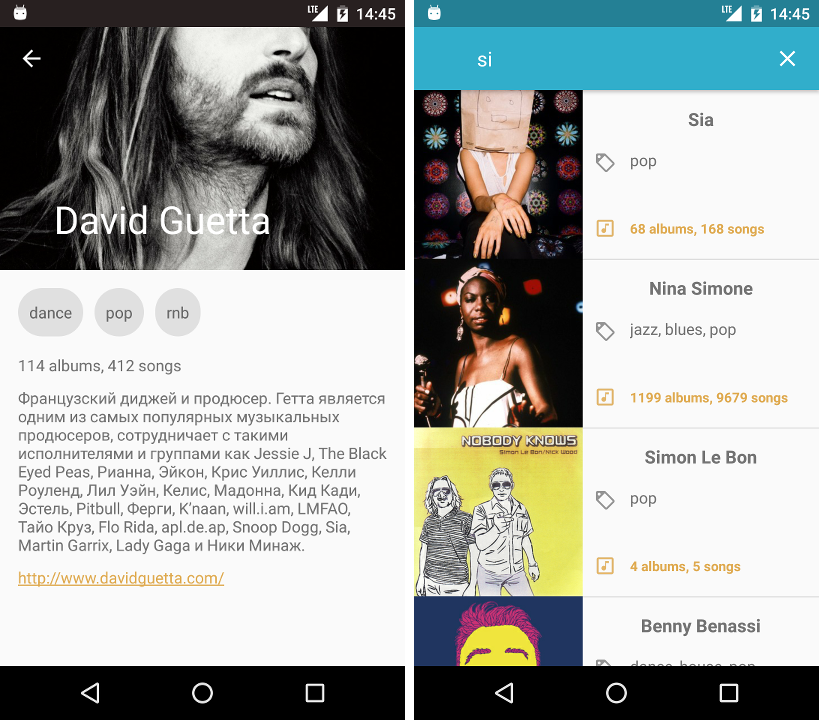 LTE 14:45
David Guetta
dance pop rnb
114 albums, 412 songs
Французский диджей и продюсер. Гетта является
одним из самых популярных музыкальных
продюсеров, сотрудничает с такими
исполнителями и группами как Jessie J, The Black
Eyed Peas, Рианна, Эйкон, Крис Уиллис, Келли
Роуленд, Лил Уэйн, Келис, Мадонна, Кид Кади,
Эстель, Pitbull, Ферги, K'naan, will.i.am, LMFAO,
Тайо Круз, Flo Rida, apl.de.ap, Snoop Dogg, Sia,
Martin Garrix, Lady Gaga и Ники Минаж.
http://www.davidguetta.com/
LTE 14:45
si
Sia
pop
68 albums, 168 songs
Nina Simone
jazz, blues, pop
1199 albums, 9679 songs
NOBODY KNOWS
Simon Le Bon/Nick Wood
Simon Le Bon
pop
4 albums, 5 songs
Benny Benassi
dance, house, pop